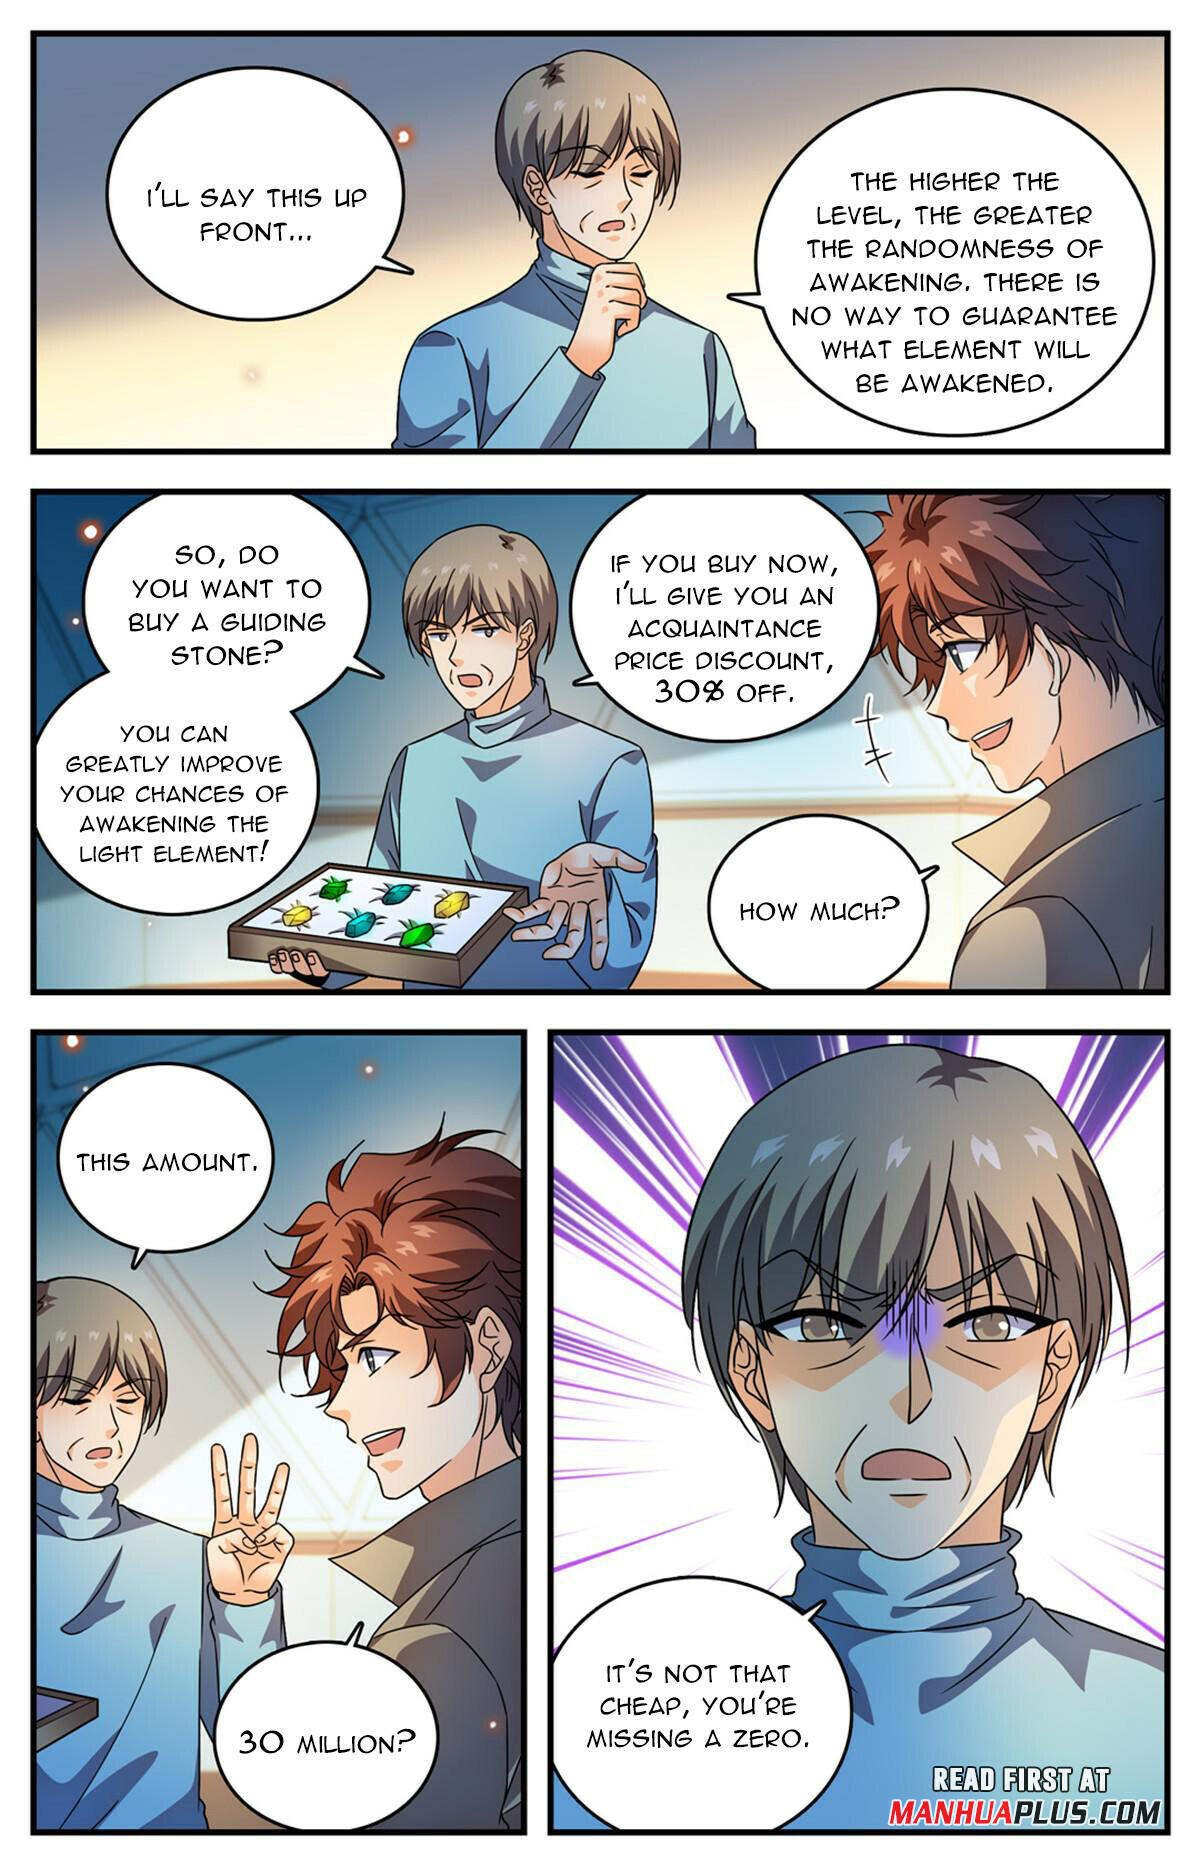 I'LL SAY THIS UP
FRONT...
THE HIGHER THE
LEVEL, THE GREATER
THE RANDOMNESS OF
AWAKENING. THERE IS
NO WAY TO GUARANTEE
WHAT ELEMENT WILL
BE AWAKENED.
SO, DO
YOU WANT TO
BUY A GUIDING
STONE?
YOU CAN
GREATLY IMPROVE
YOUR CHANCES OF
AWAKENING THE
LIGHT ELEMENT!
IF YOU BUY NOW,
I'LL GIVE YOU AN
ACQUAINTANCE
PRICE DISCOUNT,
30% OFF.
HOW MUCH?
THIS AMOUNT.
30 MILLION?
IT'S NOT THAT
CHEAP, YOU'RE
MISSING A ZERO.
READ FIRST AT
MANHUAPLUS.COM